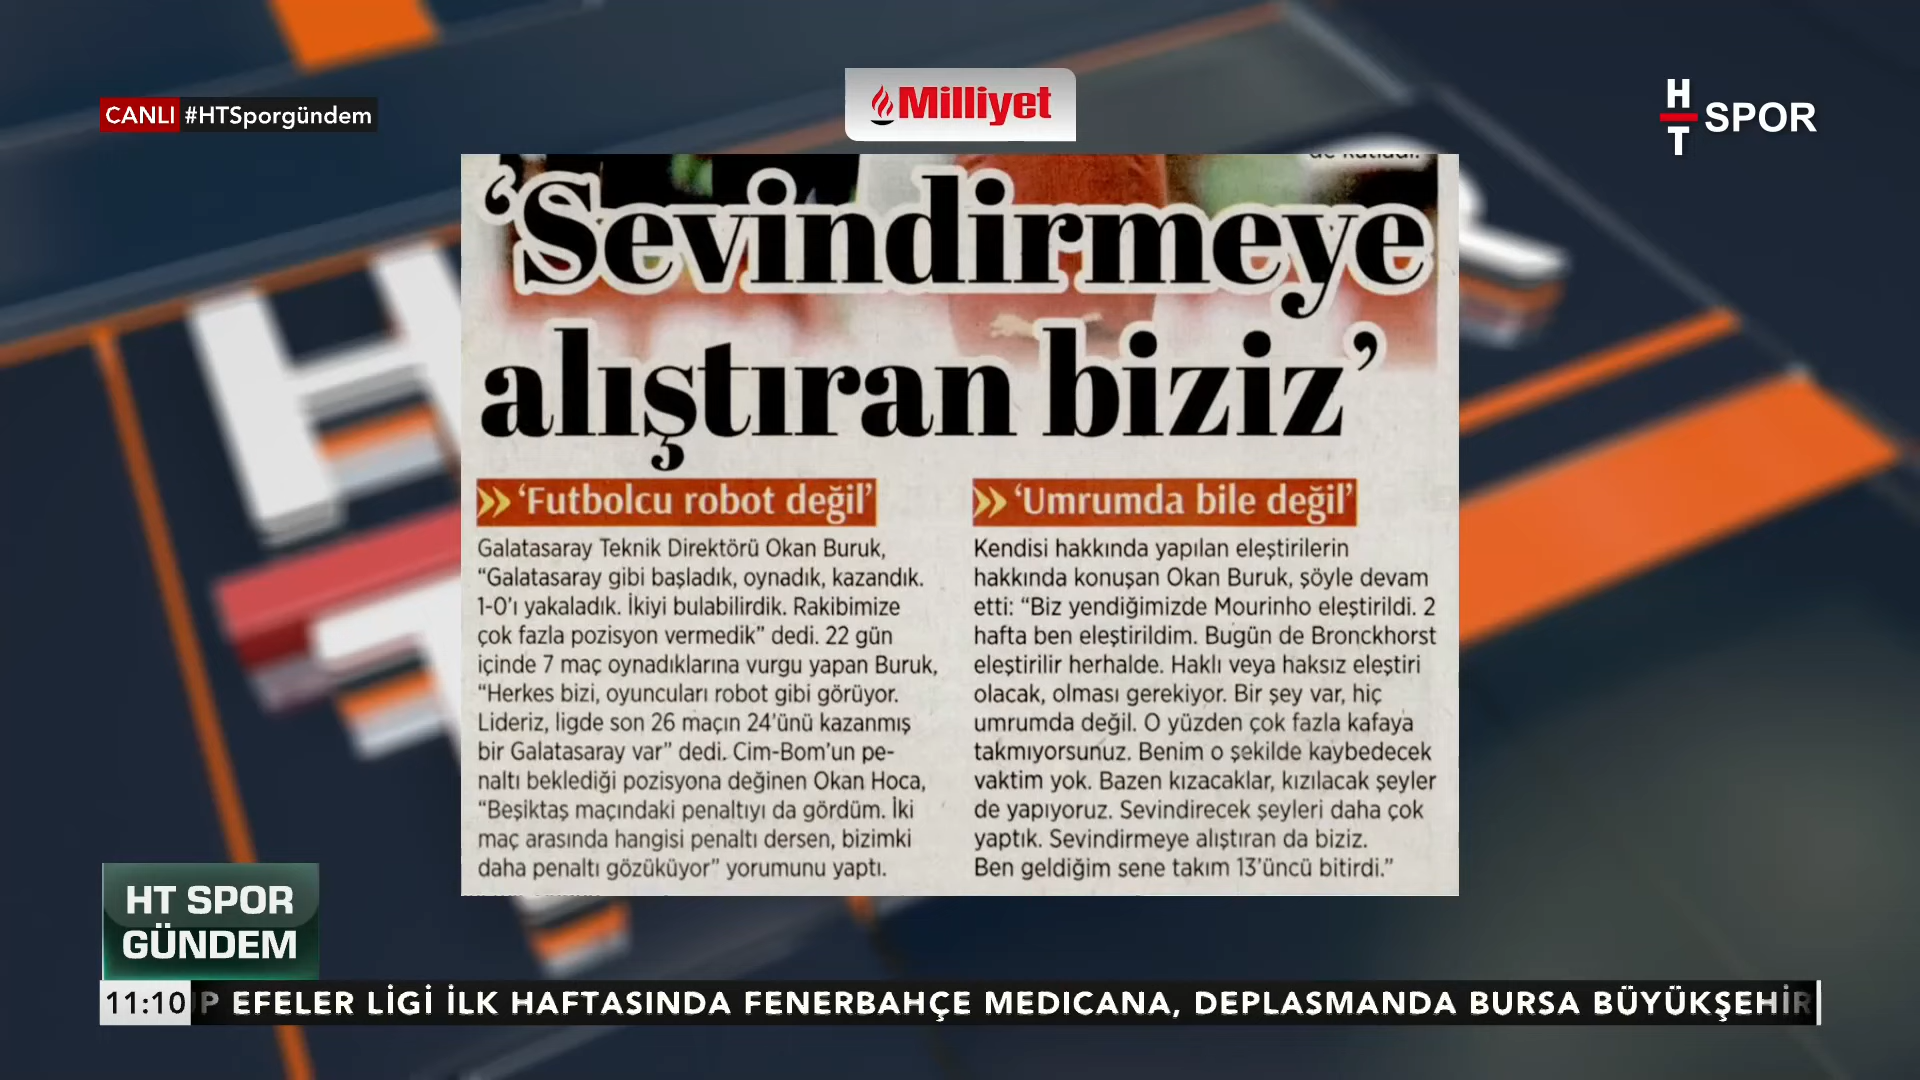 CANLI #HTSporgündem
Milliyet
HT SPOR
‘Sevindirmeye
alıştıran biziz’
‘Futbolcu robot değil’
Galatasaray Teknik Direktörü Okan Buruk,
“Galatasaray gibi başladık, oynadık, kazandık.
1-0’ı yakaladık. İkiyi bulabilirdik. Rakibimize
çok fazla pozisyon vermedik” dedi. 22 gün
içinde 7 maç oynadıklarına vurgu yapan Buruk,
“Herkes bizi, oyuncuları robot gibi görüyor.
Lideriz, ligde son 26 maçın 24’ünü kazanmış
bir Galatasaray var” dedi. Cim-Bom’un pe-
naltı beklediği pozisyona değinen Okan Hoca,
“Beşiktaş maçındaki penaltıyı da gördüm. İki
maç arasında hangisi penaltı dersen, bizimki
daha penaltı gözüküyor” yorumunu yaptı.
‘Umrumda bile değil’
Kendisi hakkında yapılan eleştirilerin
hakkında konuşan Okan Buruk, şöyle devam
etti: “Biz yendiğimizde Mourinho eleştirildi. 2
hafta ben eleştirildim. Bugün de Bronckhorst
eleştirilir herhalde. Haklı veya haksız eleştiri
olacak, olması gerekiyor. Bir şey var, hiç
umrumda değil. O yüzden çok fazla kafaya
takmıyorsunuz. Benim o şekilde kaybedecek
vaktim yok. Bazen kızacaklar, kızılacak şeyler
de yapıyoruz. Sevindirecek şeyleri daha çok
yaptık. Sevindirmeye alıştıran da biziz.
Ben geldiğim sene takım 13’üncü bitirdi.”
HT SPOR
GÜNDEM
11:10 EFELER LİGİ İLK HAFTASINDA FENERBAHÇE MEDICANA, DEPLASMANDA BURSA BÜYÜKŞEHİR